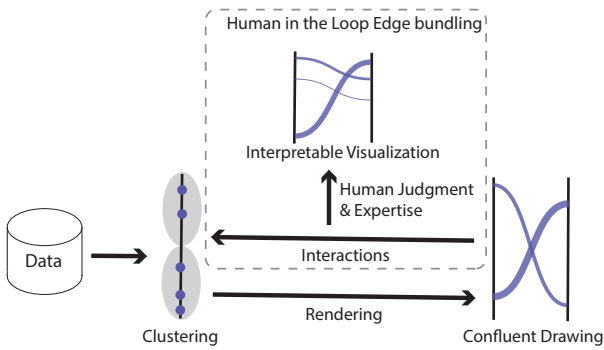 Human in the Loop Edge bundling
Interpretable Visualization
Human Judgment
& Expertise
Data
Interactions
Rendering
Clustering
Confluent Drawing